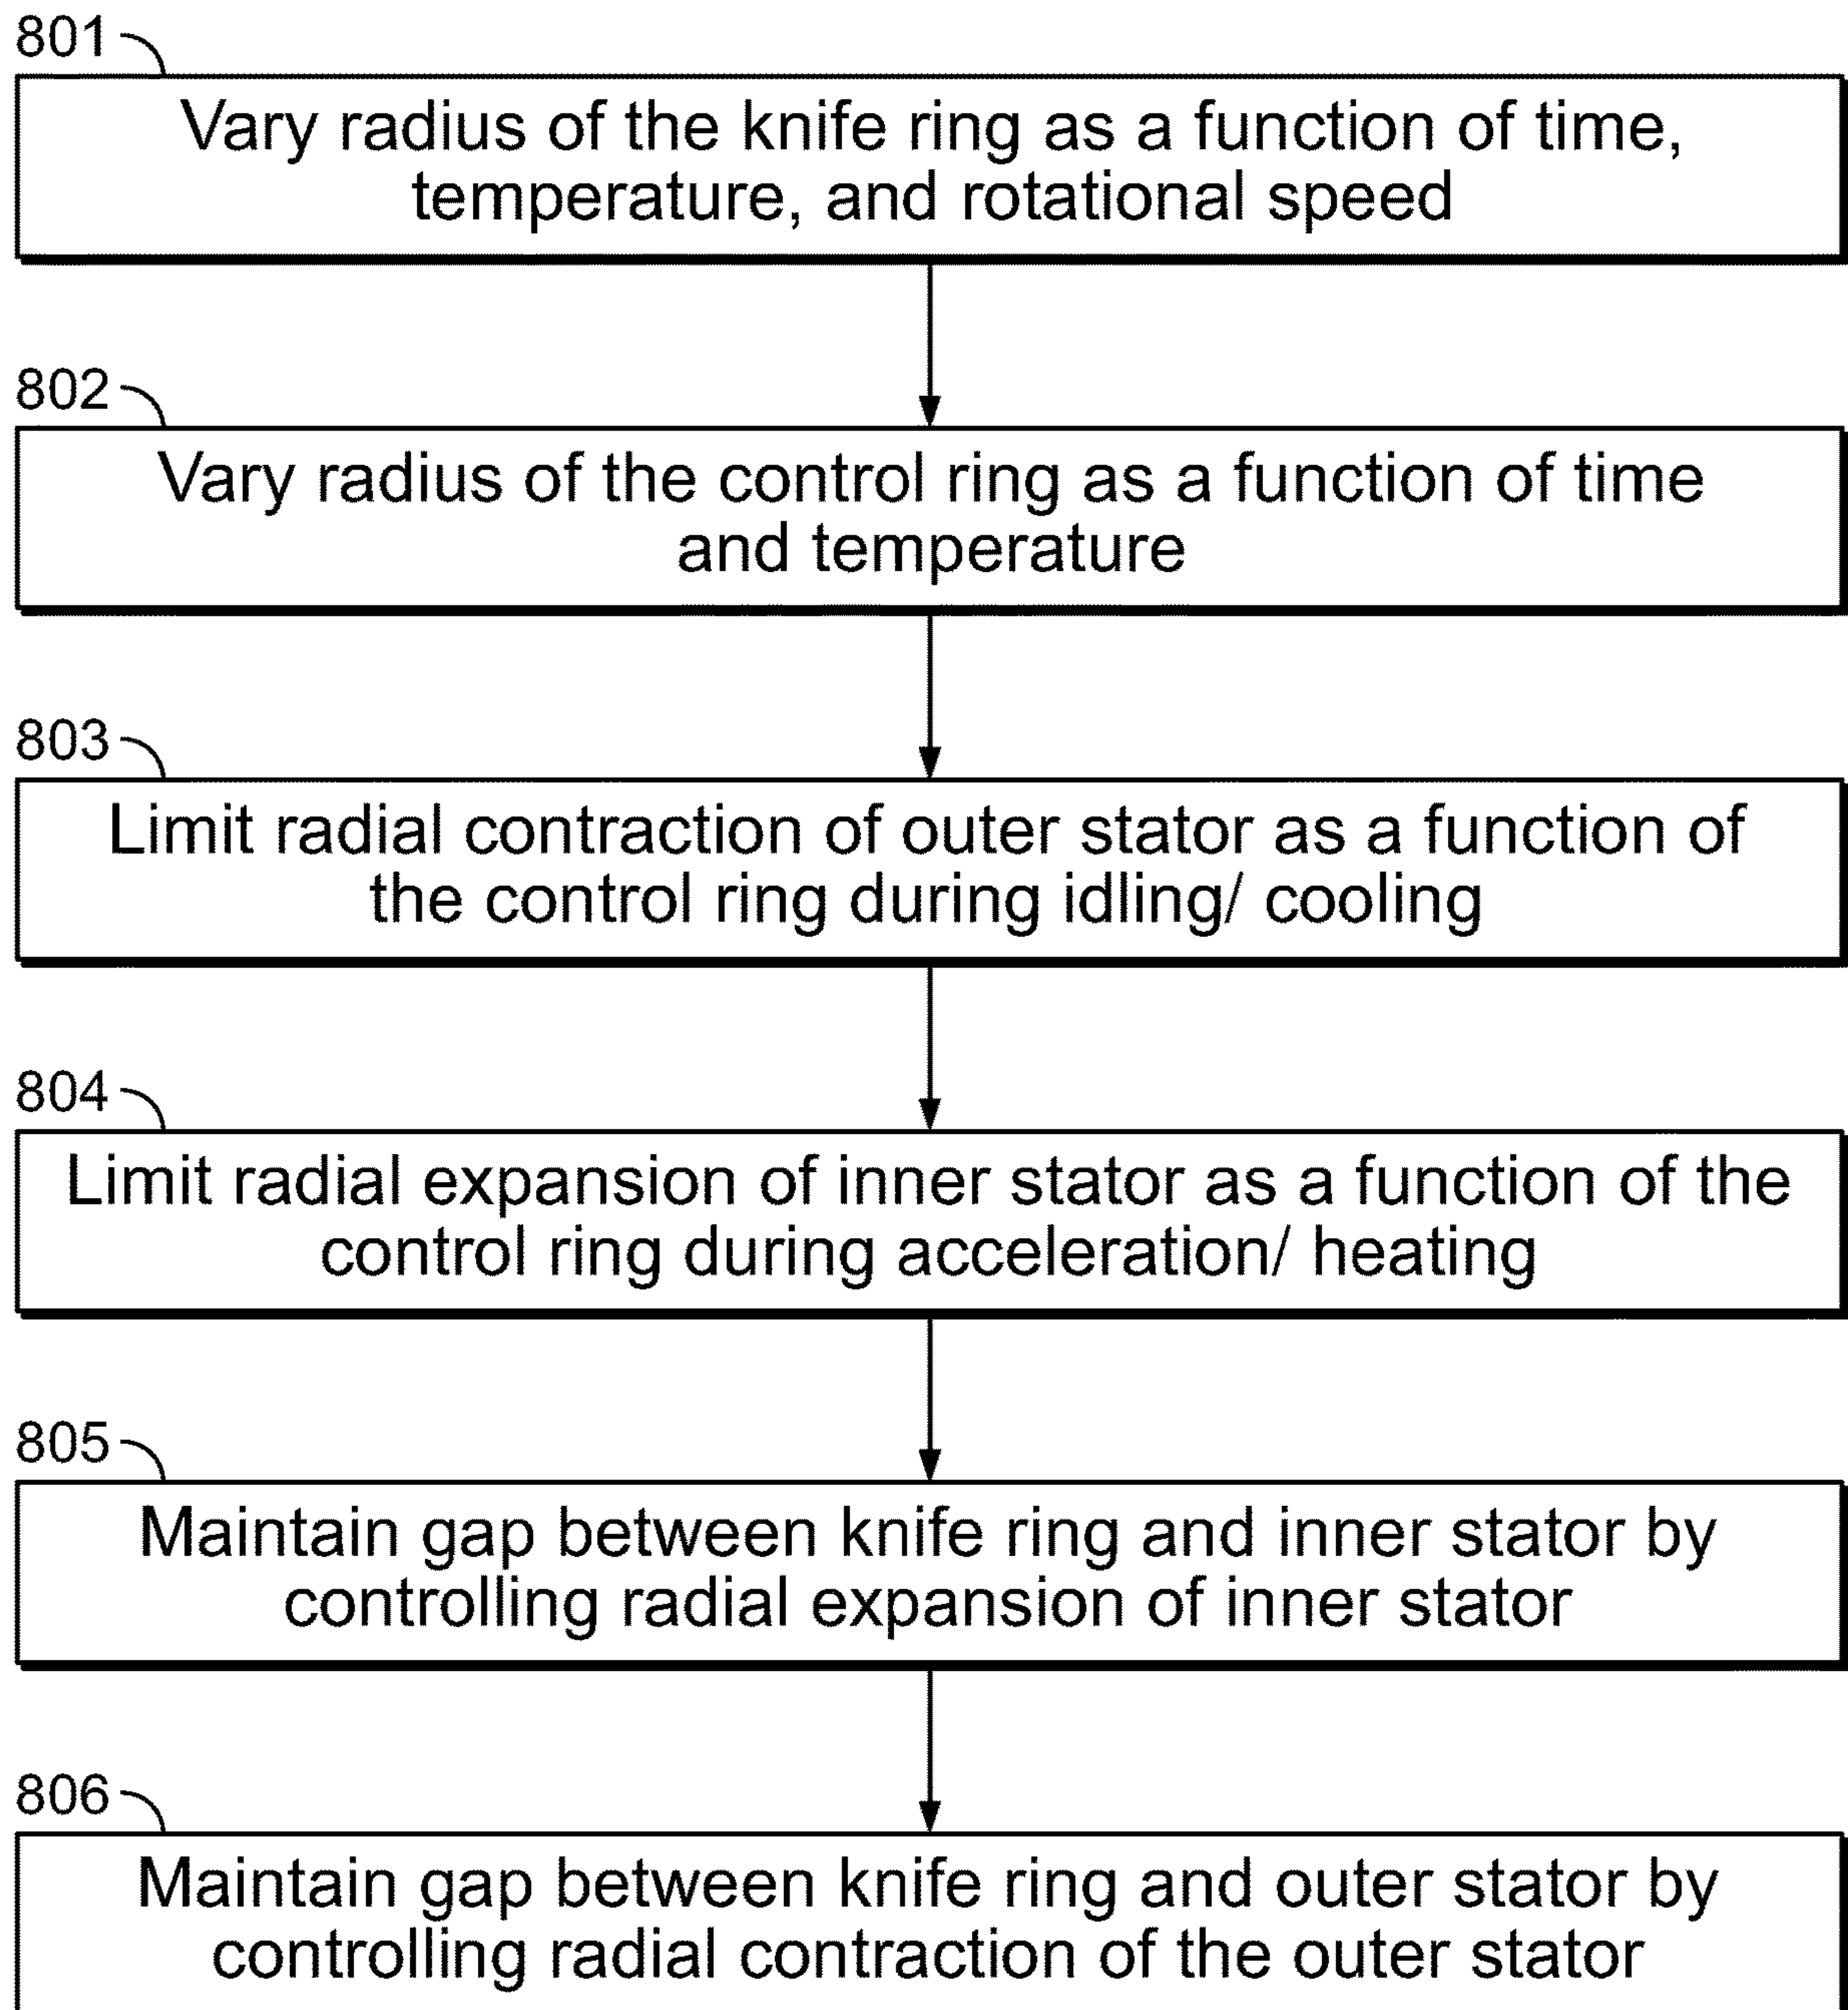 801
Vary radius of the knife ring as a function of time,
temperature, and rotational speed
802
Vary radius of the control ring as a function of time
and temperature
803
Limit radial contraction of outer stator as a function of
the control ring during idling/ cooling
804
Limit radial expansion of inner stator as a function of the
control ring during acceleration/ heating
805
Maintain gap between knife ring and inner stator by
controlling radial expansion of inner stator
806
Maintain gap between knife ring and outer stator by
controlling radial contraction of the outer stator